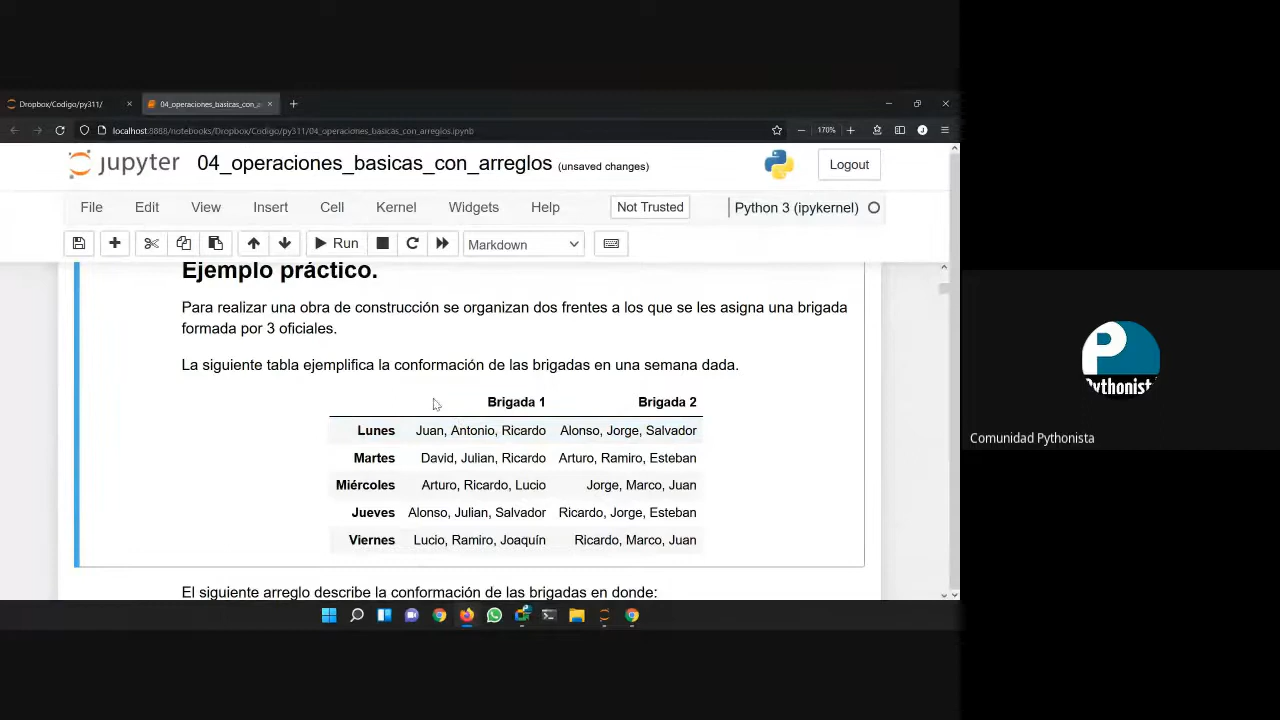 Dropbox/Codigo/py311/
04_operaciones_basicas_con_a
localhost:8888/notebooks/Dropbox/Codigo/py311/04_operaciones_basicas_con_arreglos.ipynb
170%
J
jupyter 04_operaciones_basicas_con_arreglos (unsaved changes)
Logout
File Edit View Insert Cell Kernel Widgets Help
Not Trusted
Python 3 (ipykernel)
Run
Markdown
Ejemplo práctico.
Para realizar una obra de construcción se organizan dos frentes a los que se les asigna una brigada
formada por 3 oficiales.
La siguiente tabla ejemplifica la conformación de las brigadas en una semana dada.
Brigada 1 Brigada 2
Lunes Juan, Antonio, Ricardo Alonso, Jorge, Salvador
Martes David, Julian, Ricardo Arturo, Ramiro, Esteban
Miércoles Arturo, Ricardo, Lucio Jorge, Marco, Juan
Jueves Alonso, Julian, Salvador Ricardo, Jorge, Esteban
Viernes Lucio, Ramiro, Joaquín Ricardo, Marco, Juan
El siguiente arreglo describe la conformación de las brigadas en donde:
P
Pythonist
Comunidad Pythonista